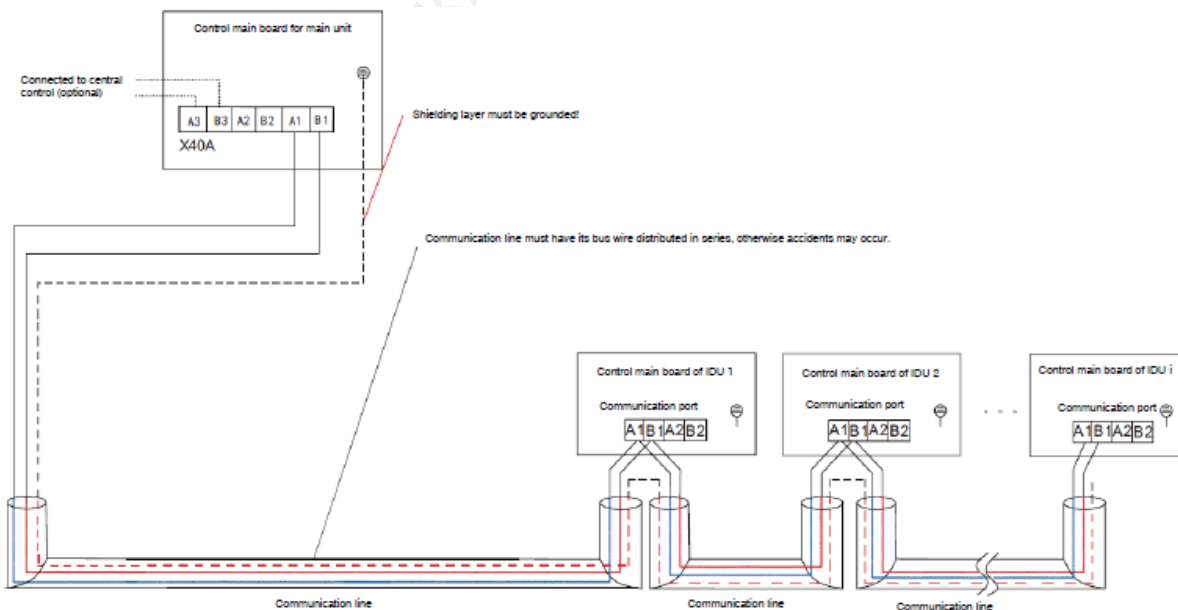 Control main board for main unit
Connected to central
control (optional)
A3 B3 A2 B2 A1 B1
X40A
Shielding layer must be grounded!
Communication line must have its bus wire distributed in series, otherwise accidents may occur.
Control main board of IDU 1
Communication port
A1 B1 A2 B2
Control main board of IDU 2
Communication port
A1 B1 A2 B2
. . .
Control main board of IDU i
Communication port
A1 B1 A2 B2
Communication line
Communication line
Communication line